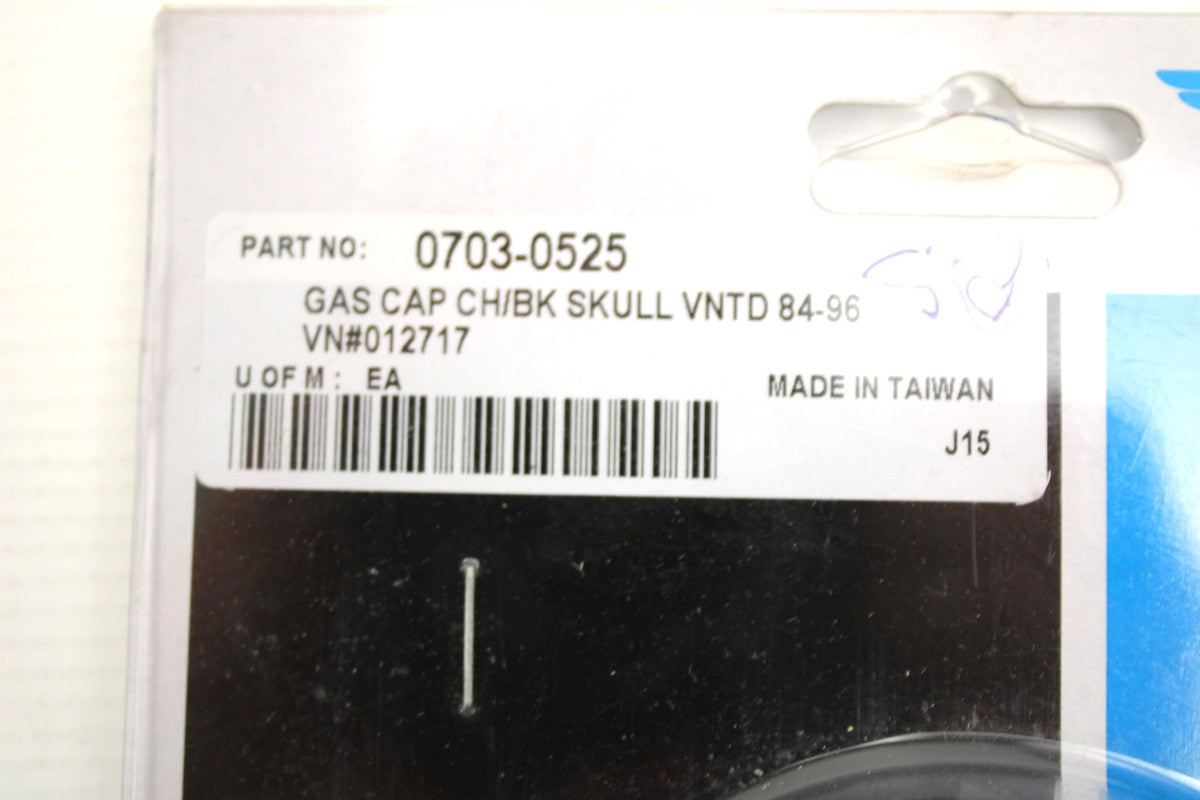 PART NO: 0703-0525
GAS CAP CH/BK SKULL VNTD 84-96
VN#012717
U OF M : EA
MADE IN TAIWAN
J15